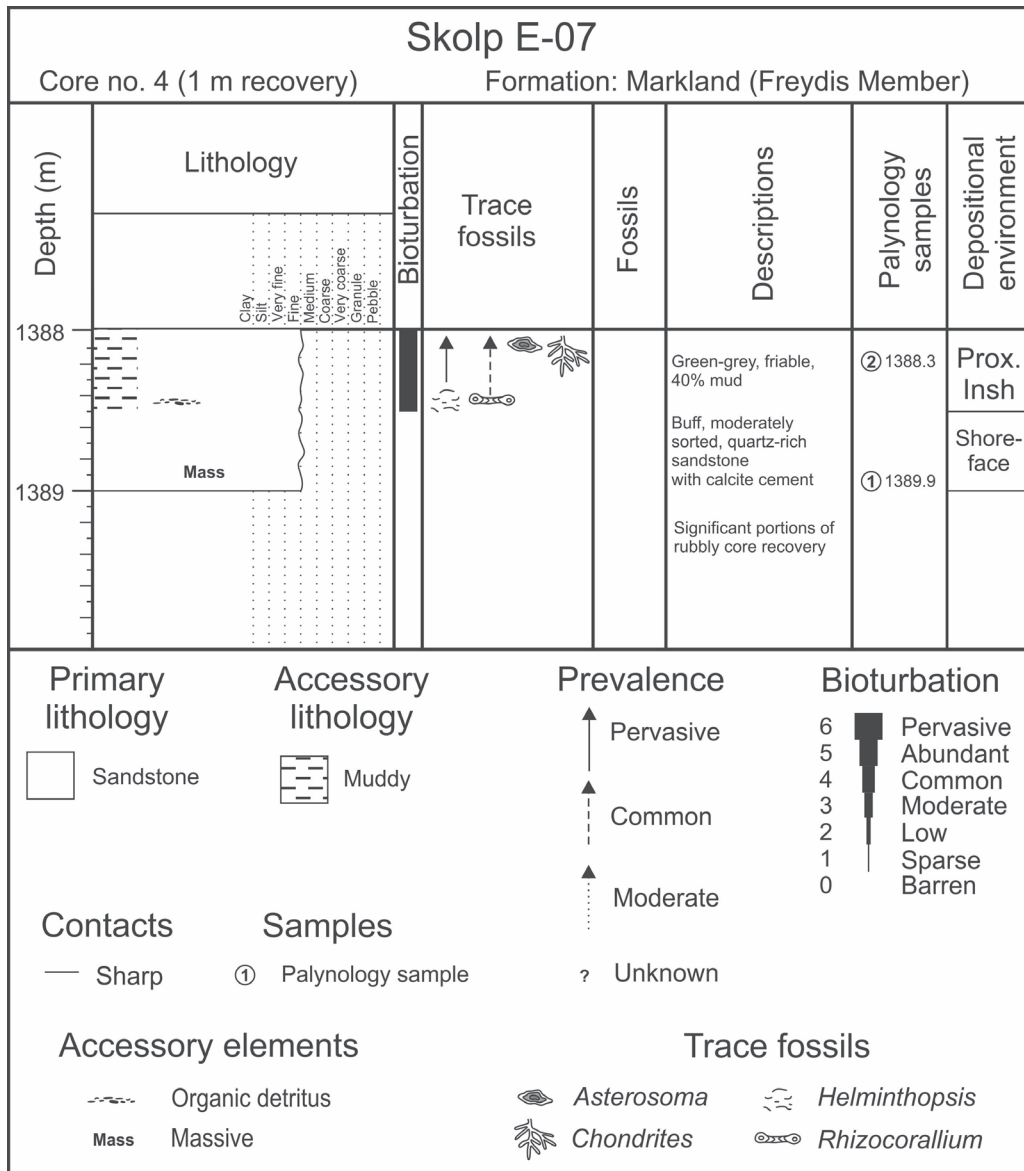 Skolp E-07
Core no. 4 (1 m recovery)
Formation: Markland (Freydis Member)
Depth (m)
Lithology
Clay
Silt
Very fine
Fine
Medium
Coarse
Very coarse
Granule
Pebble
Bioturbation
Trace
fossils
Fossils
Descriptions
Palynology
samples
Depositional
environment
1388
Mass
1389
Green-grey, friable,
40% mud
Buff, moderately
sorted, quartz-rich
sandstone
with calcite cement
Significant portions of
rubbly core recovery
2 1388.3
1 1389.9
Prox.
Insh
Shore-
face
Primary
lithology
Sandstone
Accessory
lithology
Muddy
Prevalence
Pervasive
Common
Moderate
? Unknown
Bioturbation
6 Pervasive
5 Abundant
4 Common
3 Moderate
2 Low
1 Sparse
0 Barren
Contacts
Sharp
Samples
1 Palynology sample
Accessory elements
Organic detritus
Mass Massive
Trace fossils
Asterosoma
Helminthopsis
Chondrites
Rhizocorallium